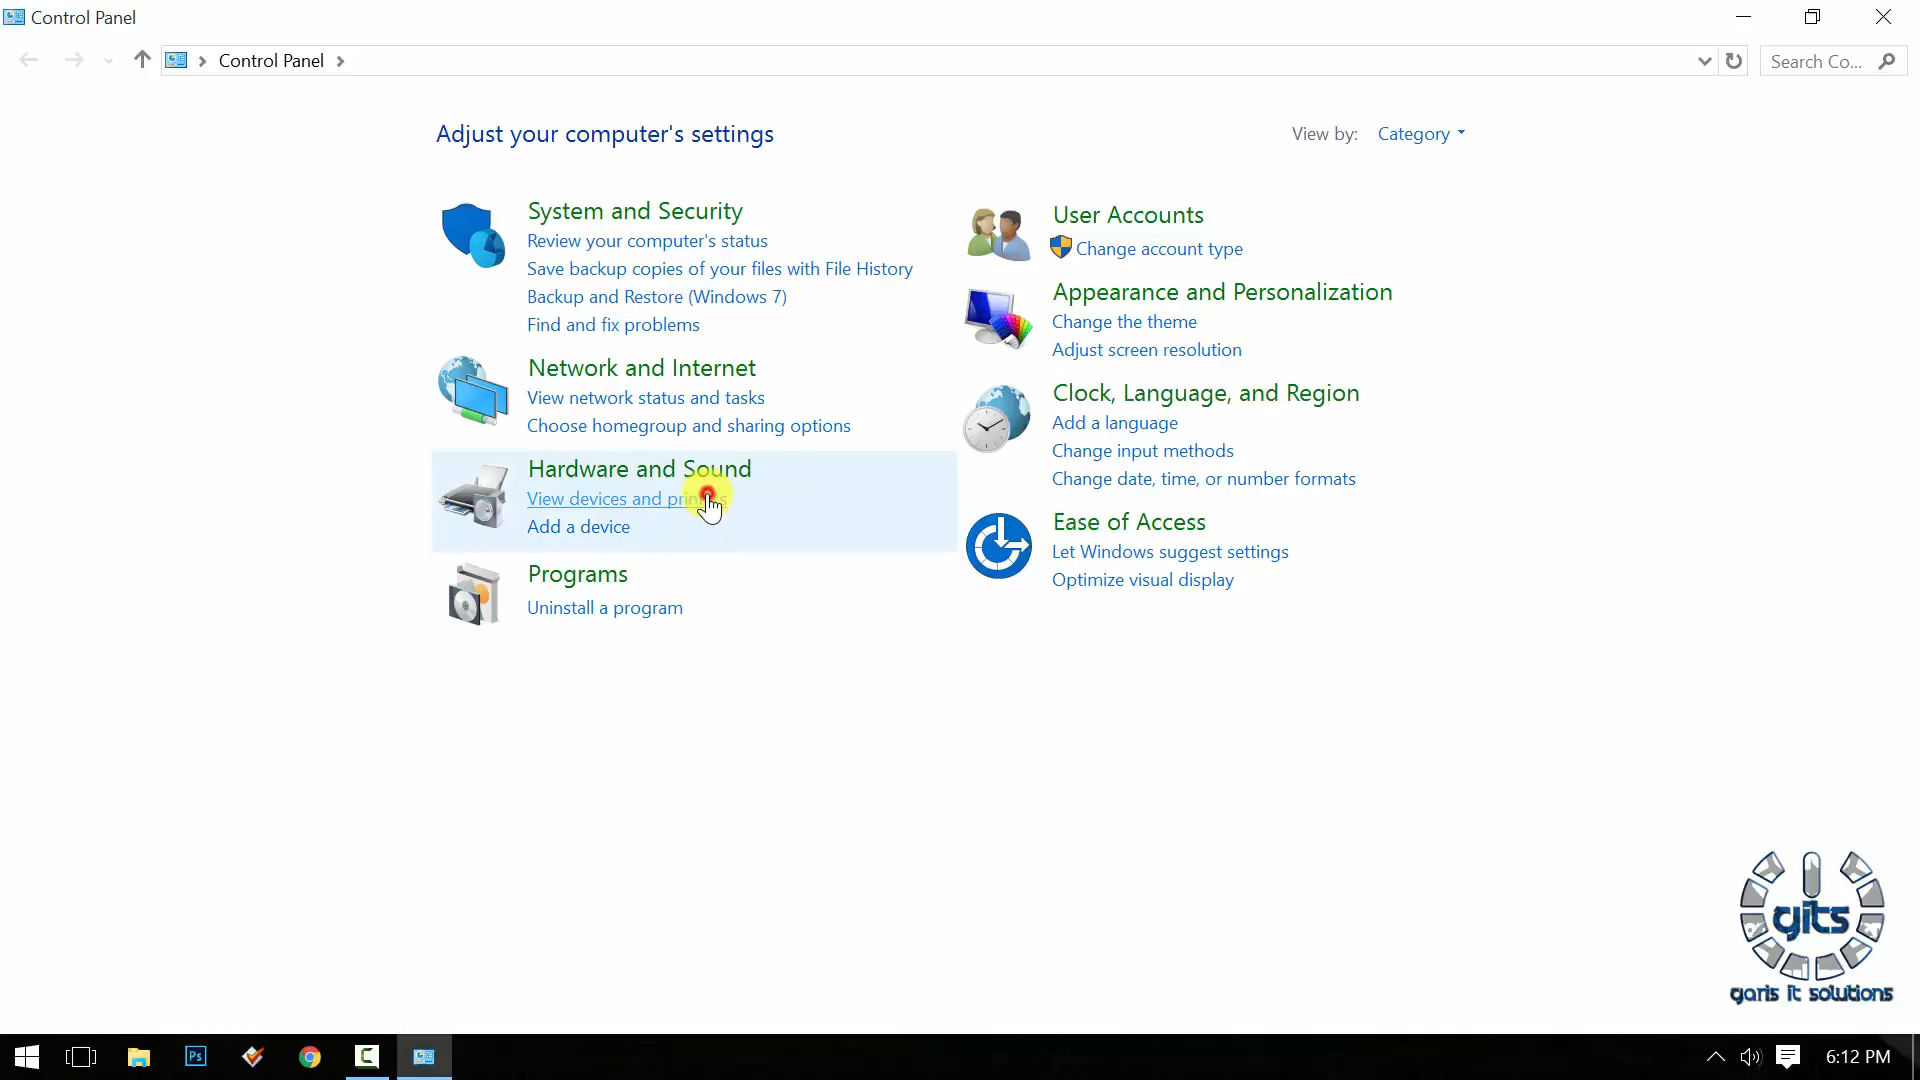 Control Panel
Control Panel
Search Co...
Adjust your computer's settings
View by: Category
System and Security
Review your computer's status
Save backup copies of your files with File History
Backup and Restore (Windows 7)
Find and fix problems
Network and Internet
View network status and tasks
Choose homegroup and sharing options
Hardware and Sound
View devices and printers
Add a device
Programs
Uninstall a program
User Accounts
Change account type
Appearance and Personalization
Change the theme
Adjust screen resolution
Clock, Language, and Region
Add a language
Change input methods
Change date, time, or number formats
Ease of Access
Let Windows suggest settings
Optimize visual display
gits
garis it solutions
Ps
6:12 PM